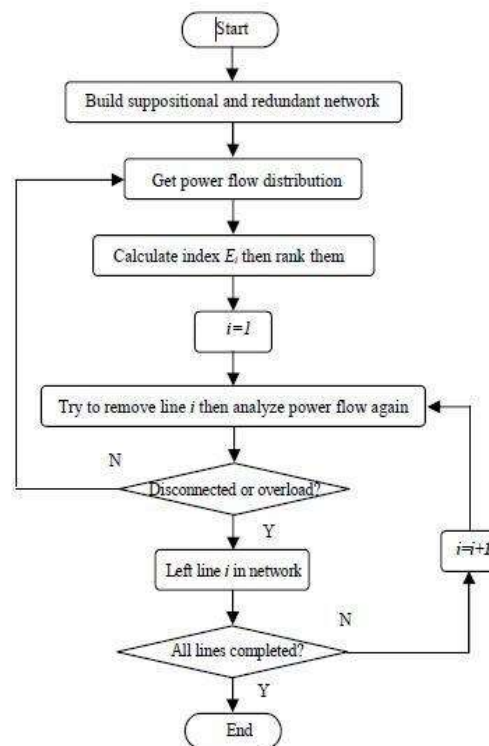 Start
Build suppositional and redundant network
Get power flow distribution
Calculate index Ei then rank them
i=1
Try to remove line i then analyze power flow again
N
Disconnected or overload?
Y
Left line i in network
i=i+1
N
All lines completed?
Y
End